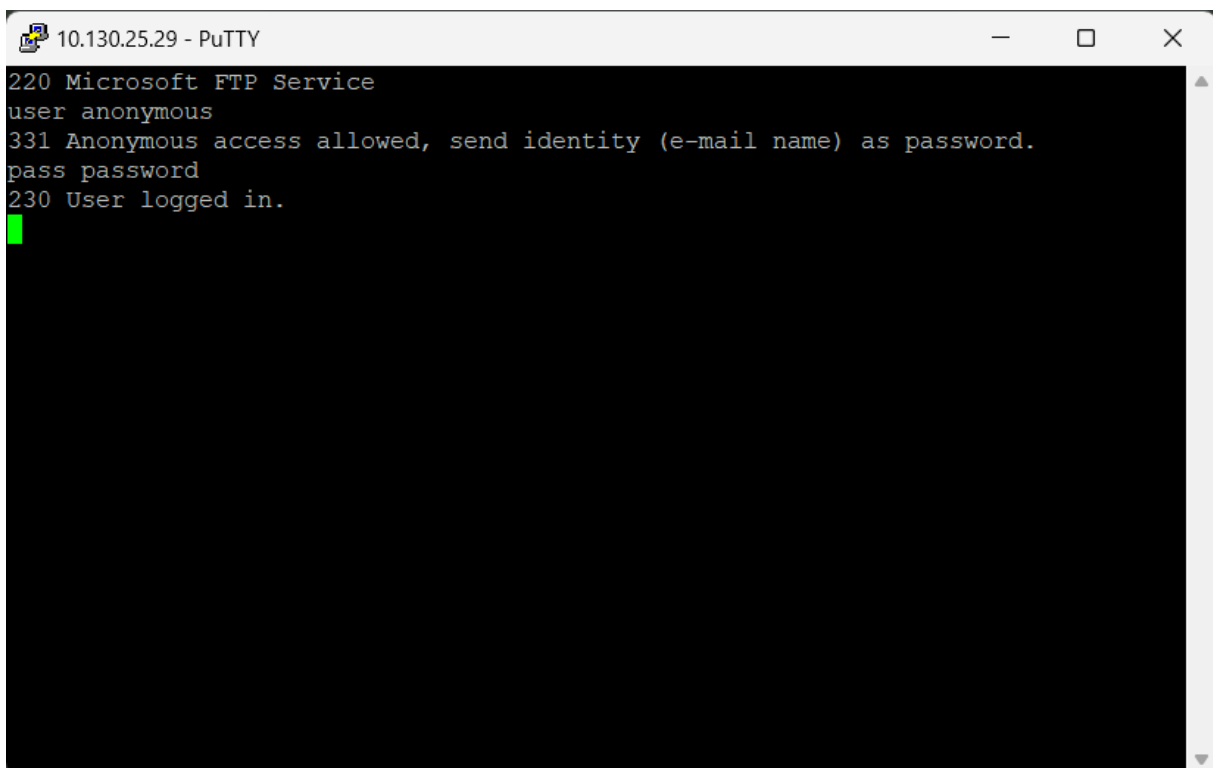 10.130.25.29 - PuTTY
220 Microsoft FTP Service
user anonymous
331 Anonymous access allowed, send identity (e-mail name) as password.
pass password
230 User logged in.